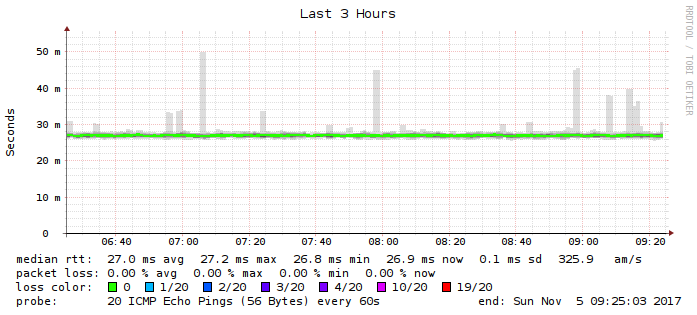 Last 3 Hours
RRDTOOL / TOBI OETIKER
Seconds
50 m
40 m
30 m
20 m
10 m
0
06:40 07:00 07:20 07:40 08:00 08:20 08:40 09:00 09:20
median rtt: 27.0 ms avg 27.2 ms max 26.8 ms min 26.9 ms now 0.1 ms sd 325.9 am/s
packet loss: 0.00 % avg 0.00 % max 0.00 % min 0.00 % now
loss color: 0 1/20 2/20 3/20 4/20 10/20 19/20
probe: 20 ICMP Echo Pings (56 Bytes) every 60s end: Sun Nov 5 09:25:03 2017